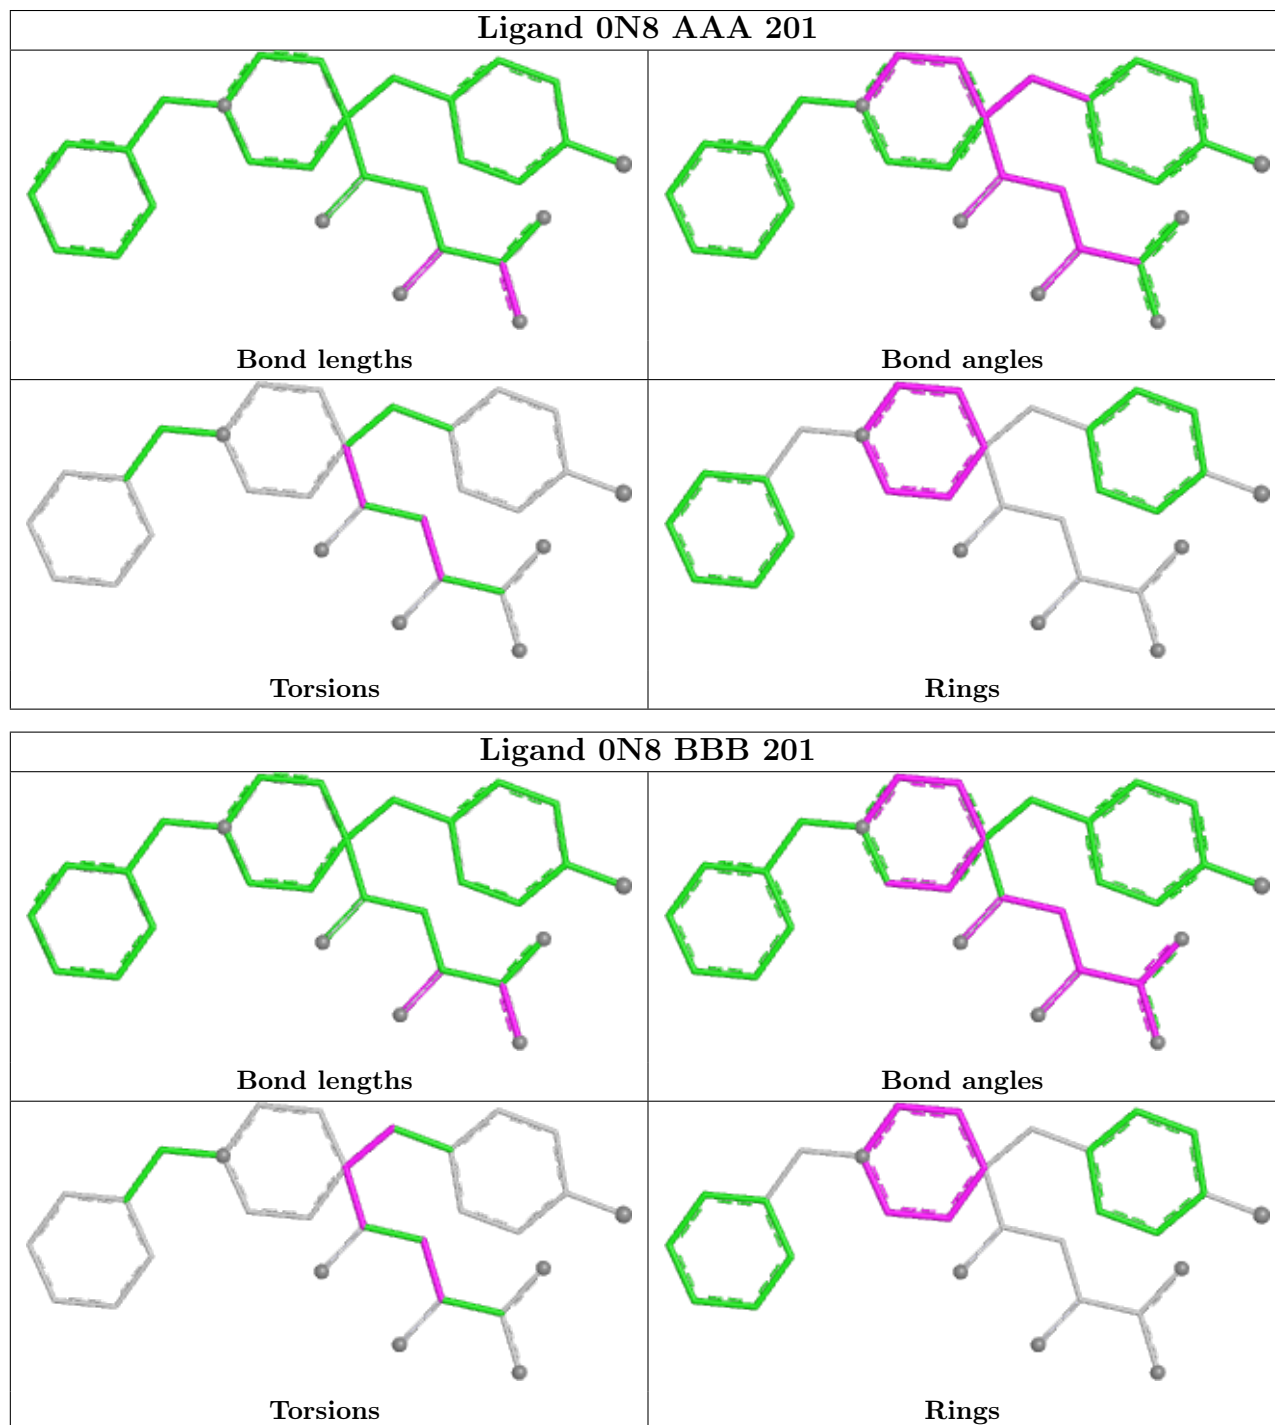 Ligand 0N8 AAA 201
Bond lengths
Bond angles
Torsions
Rings
Ligand 0N8 BBB 201
Bond lengths
Bond angles
Torsions
Rings